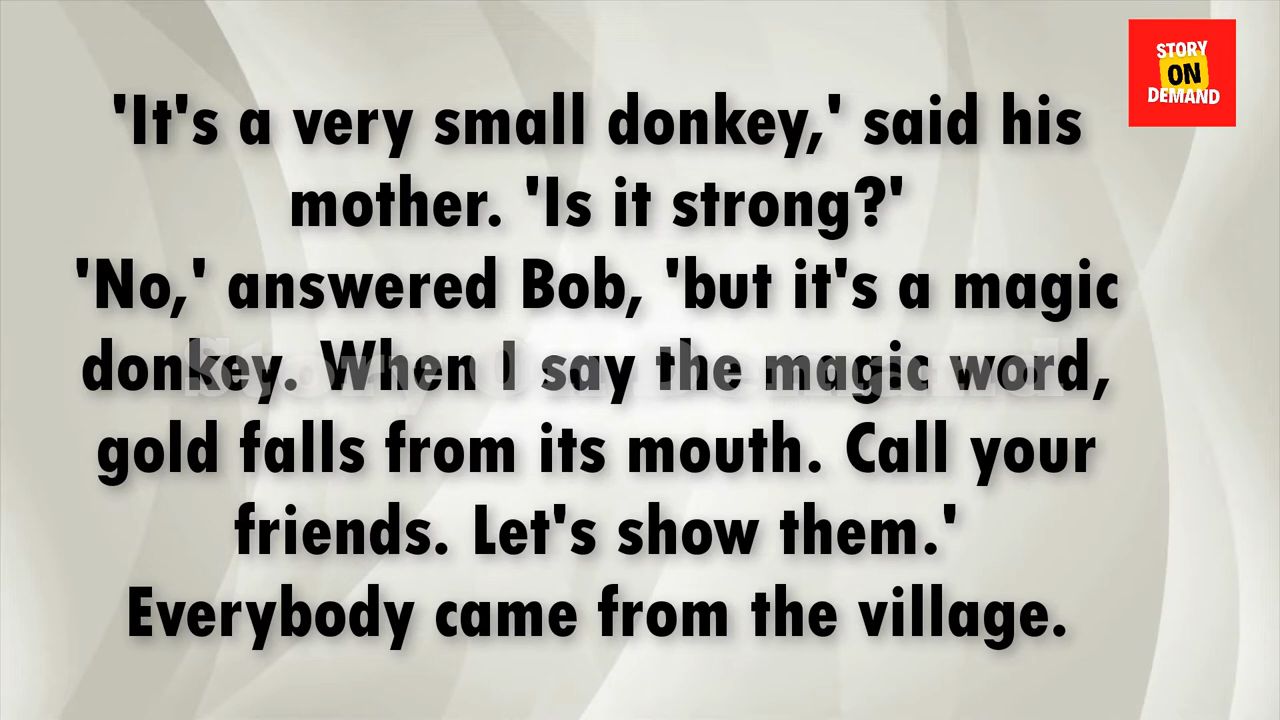 STORY
ON
DEMAND
'It's a very small donkey,' said his
mother. 'Is it strong?'
'No,' answered Bob, 'but it's a magic
donkey. When I say the magic word,
gold falls from its mouth. Call your
friends. Let's show them.'
Everybody came from the village.